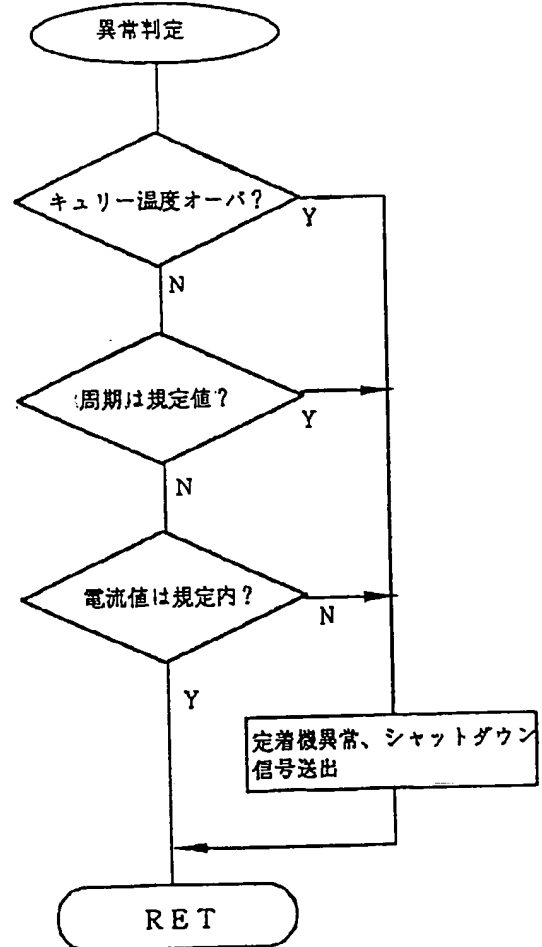 異常判定
キュリー温度オーバ?
Y
N
周期は規定値?
Y
N
電流値は規定内?
N
Y
定着機異常、シャットダウン
信号送出
RET